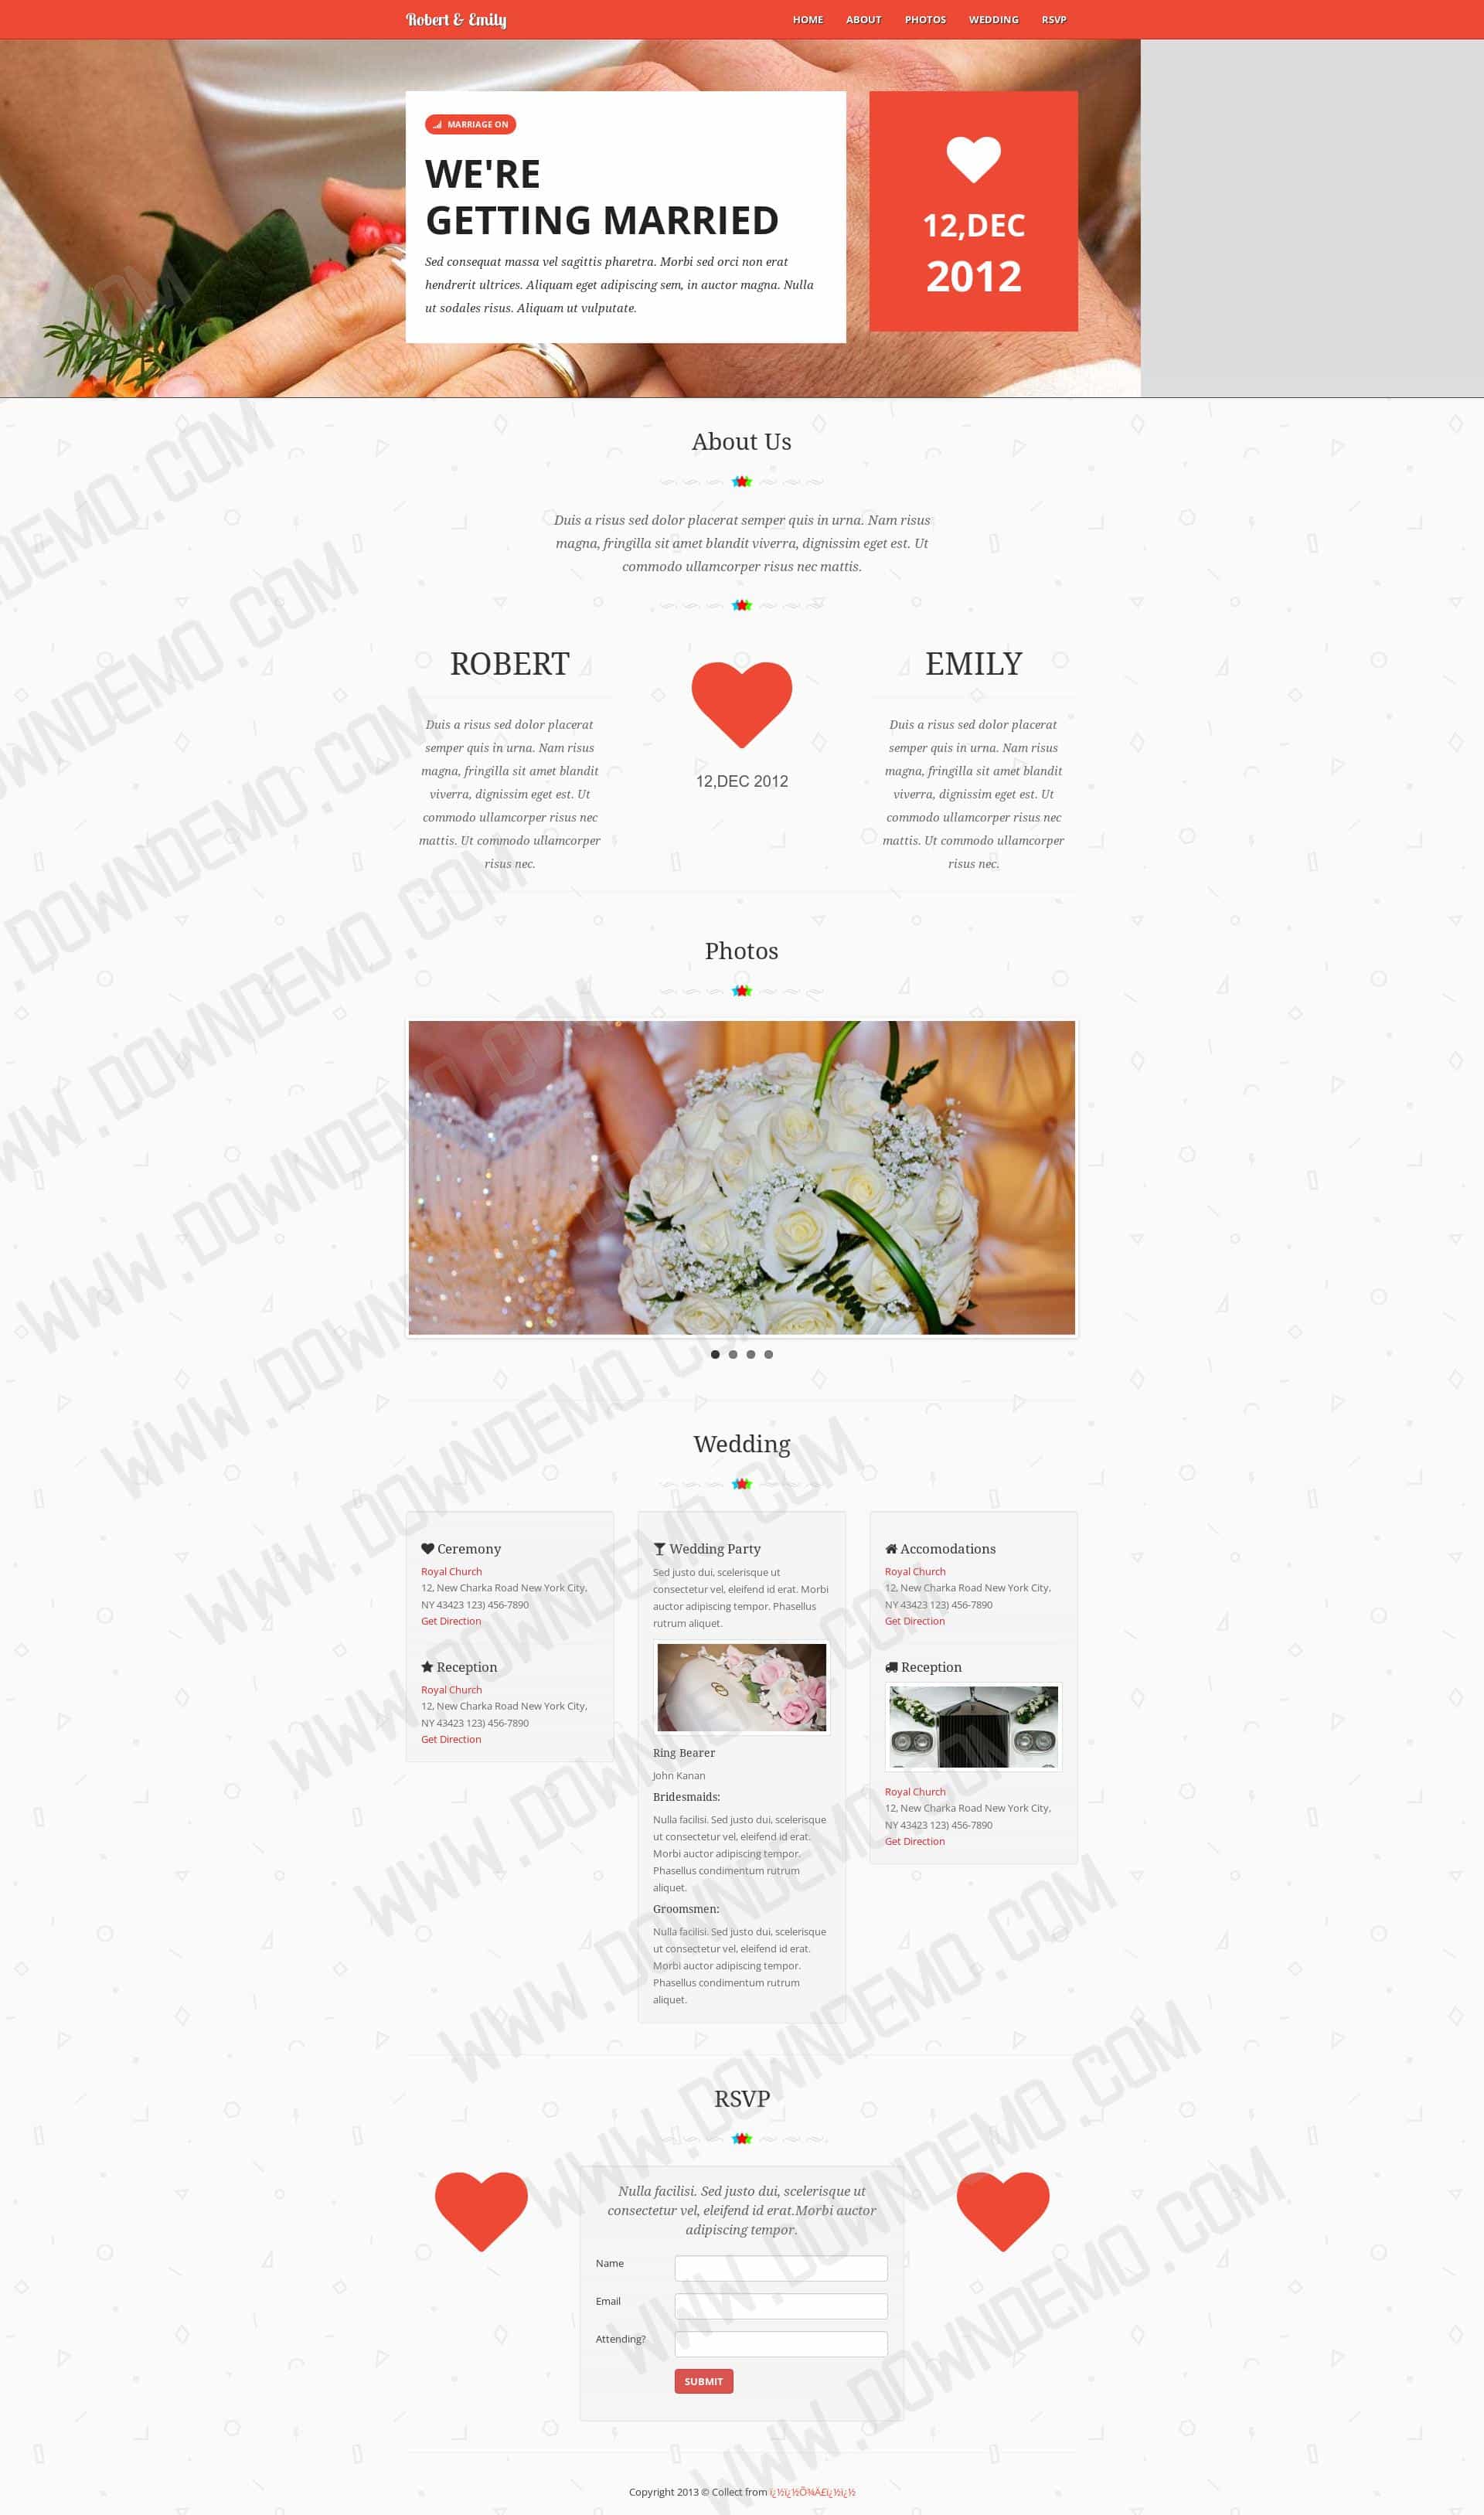 Robert & Emily
HOME ABOUT PHOTOS WEDDING RSVP
MARRIAGE ON
WE'RE
GETTING MARRIED
Sed consequat massa vel sagittis pharetra. Morbi sed orci non erat
hendrerit ultrices. Aliquam eget adipiscing sem, in auctor magna. Nulla
ut sodales risus. Aliquam ut vulputate.
12,DEC
2012
About Us
Duis a risus sed dolor placerat semper quis in urna. Nam risus
magna, fringilla sit amet blandit viverra, dignissim eget est. Ut
commodo ullamcorper risus nec mattis.
ROBERT
Duis a risus sed dolor placerat
semper quis in urna. Nam risus
magna, fringilla sit amet blandit
viverra, dignissim eget est. Ut
commodo ullamcorper risus nec
mattis. Ut commodo ullamcorper
risus nec.
12,DEC 2012
EMILY
Duis a risus sed dolor placerat
semper quis in urna. Nam risus
magna, fringilla sit amet blandit
viverra, dignissim eget est. Ut
commodo ullamcorper risus nec
mattis. Ut commodo ullamcorper
risus nec.
Photos
Wedding
Ceremony
Royal Church
12, New Charka Road New York City,
NY 43423 123) 456-7890
Get Direction
Reception
Royal Church
12, New Charka Road New York City,
NY 43423 123) 456-7890
Get Direction
Wedding Party
Sed justo dui, scelerisque ut
consectetur vel, eleifend id erat. Morbi
auctor adipiscing tempor. Phasellus
rutrum aliquet.
Ring Bearer
John Kanan
Bridesmaids:
Nulla facilisi. Sed justo dui, scelerisque
ut consectetur vel, eleifend id erat.
Morbi auctor adipiscing tempor.
Phasellus condimentum rutrum
aliquet.
Groomsmen:
Nulla facilisi. Sed justo dui, scelerisque
ut consectetur vel, eleifend id erat.
Morbi auctor adipiscing tempor.
Phasellus condimentum rutrum
aliquet.
Accomodations
Royal Church
12, New Charka Road New York City,
NY 43423 123) 456-7890
Get Direction
Reception
Royal Church
12, New Charka Road New York City,
NY 43423 123) 456-7890
Get Direction
RSVP
Nulla facilisi. Sed justo dui, scelerisque ut
consectetur vel, eleifend id erat.Morbi auctor
adipiscing tempor.
Name
Email
Attending?
SUBMIT
Copyright 2013 © Collect from
WWW.DOWNDEMO.COM